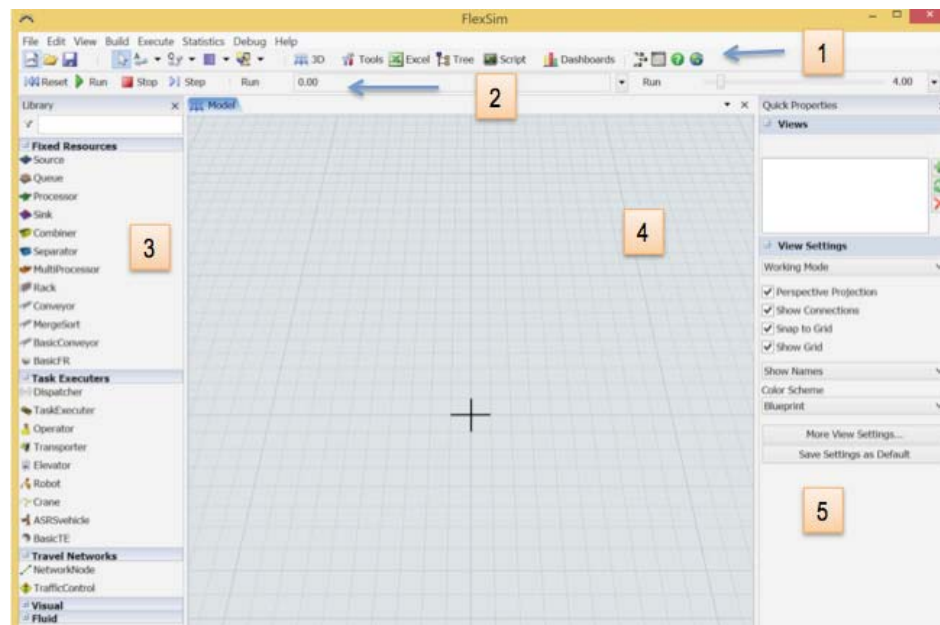 FlexSim
File Edit View Build Execute Statistics Debug Help
3D Tools Excel Tree Script Dashboards
1
Reset Run Stop Step Run 0.00 Run 4.00
2
Library
Model
Quick Properties
Views
Fixed Resources
Source
Queue
Processor
Sink
Combiner
Separator
MultiProcessor
Rack
Conveyor
MergeSort
BasicConveyor
BasicFR
Task Executers
Dispatcher
TaskExecuter
Operator
Transporter
Elevator
Robot
Crane
ASRSvehicle
BasicTE
Travel Networks
NetworkNode
TrafficControl
Visual
Fluid
3
4
View Settings
Working Mode
Perspective Projection
Show Connections
Snap to Grid
Show Grid
Show Names
Color Scheme
Blueprint
More View Settings...
Save Settings as Default
5